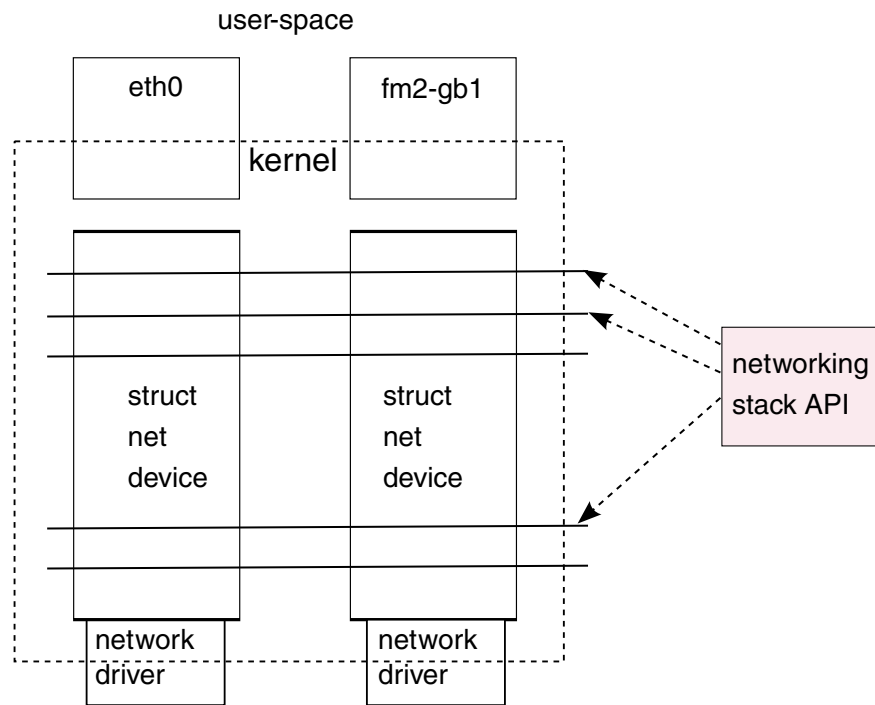 user-space
eth0
fm2-gb1
kernel
struct
net
device
struct
net
device
networking
stack API
network
driver
network
driver